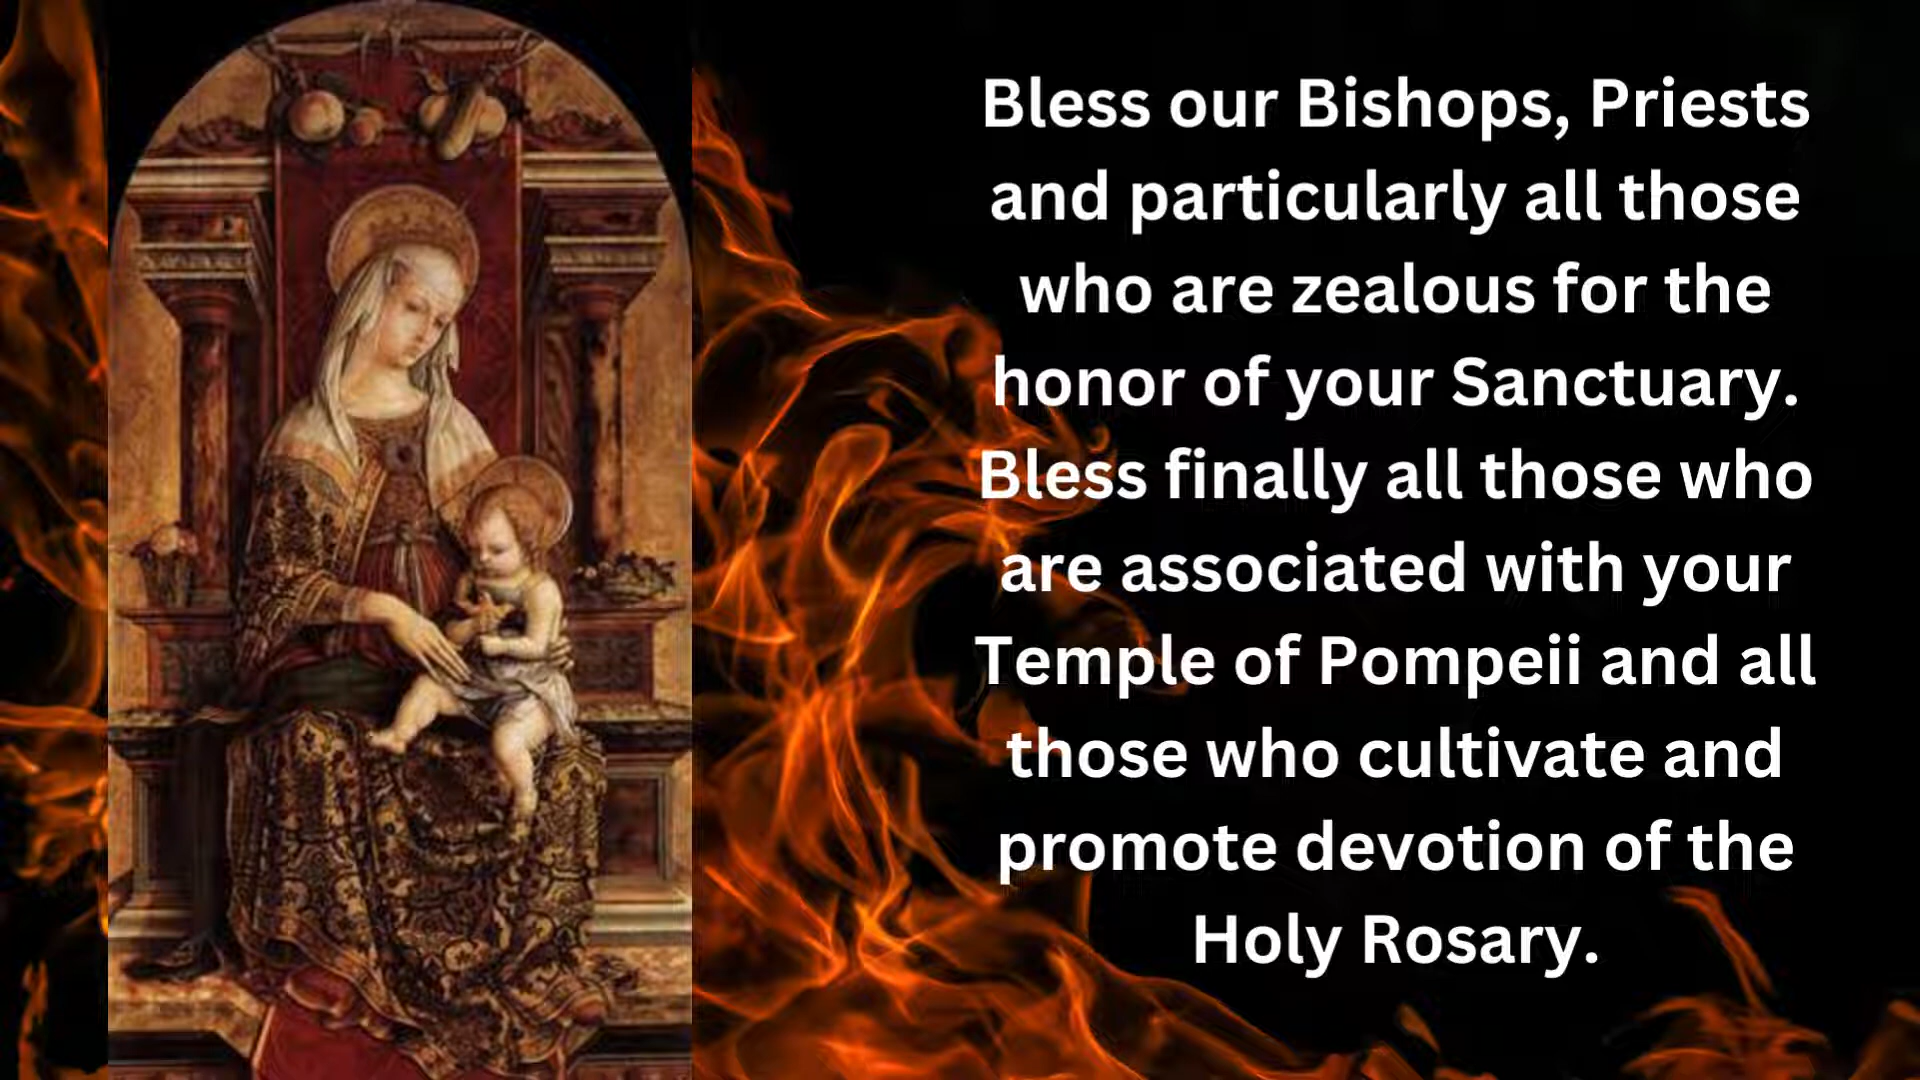 Bless our Bishops, Priests
and particularly all those
who are zealous for the
honor of your Sanctuary.
Bless finally all those who
are associated with your
Temple of Pompeii and all
those who cultivate and
promote devotion of the
Holy Rosary.